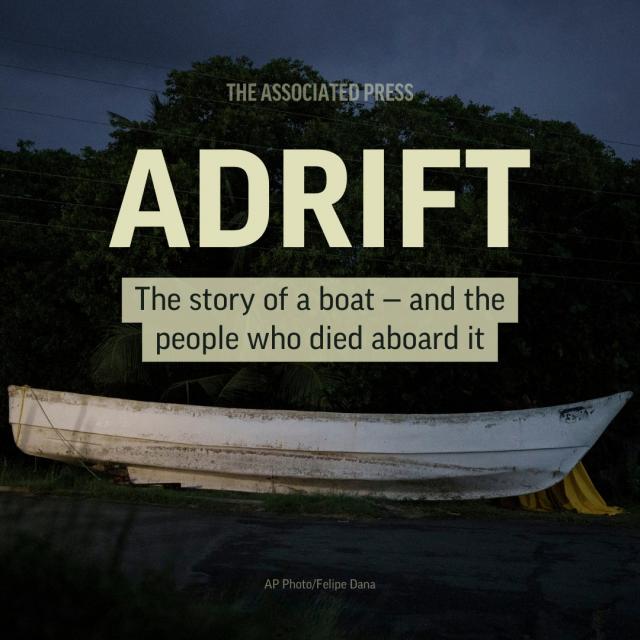 THE ASSOCIATED PRESS
ADRIFT
The story of a boat – and the
people who died aboard it
AP Photo/Felipe Dana